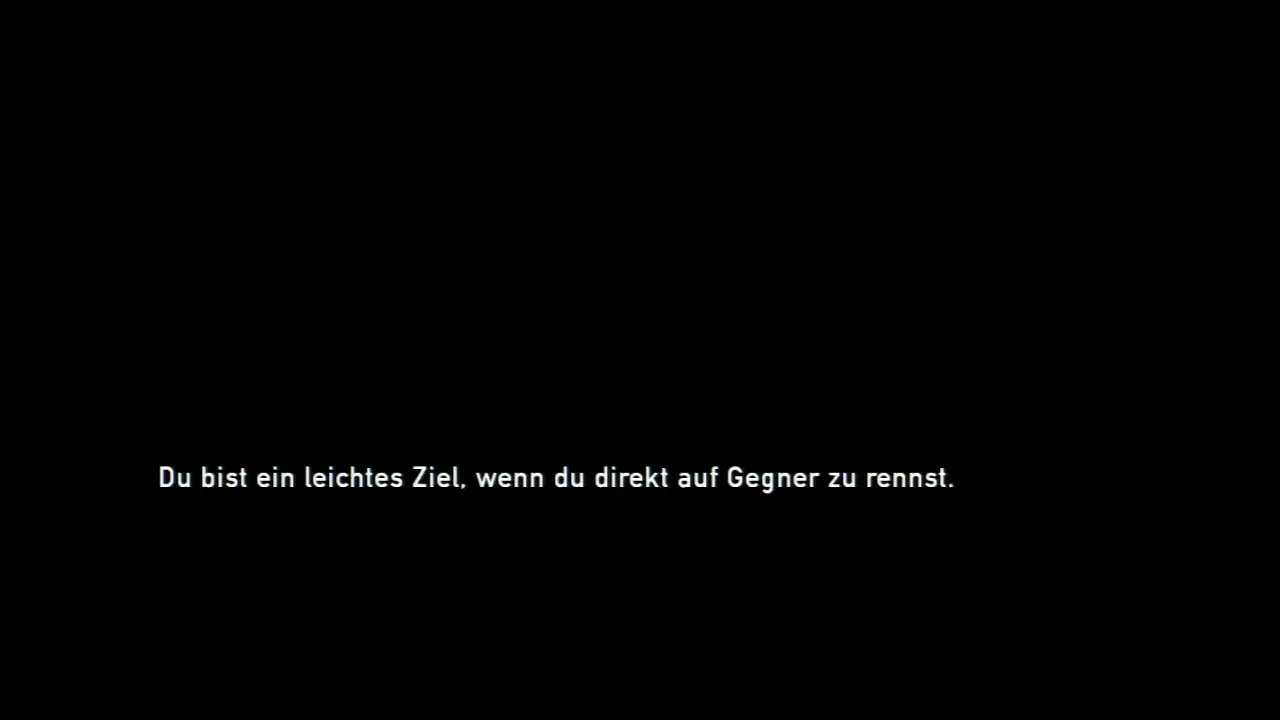 Du bist ein leichtes Ziel, wenn du direkt auf Gegner zu rennst.